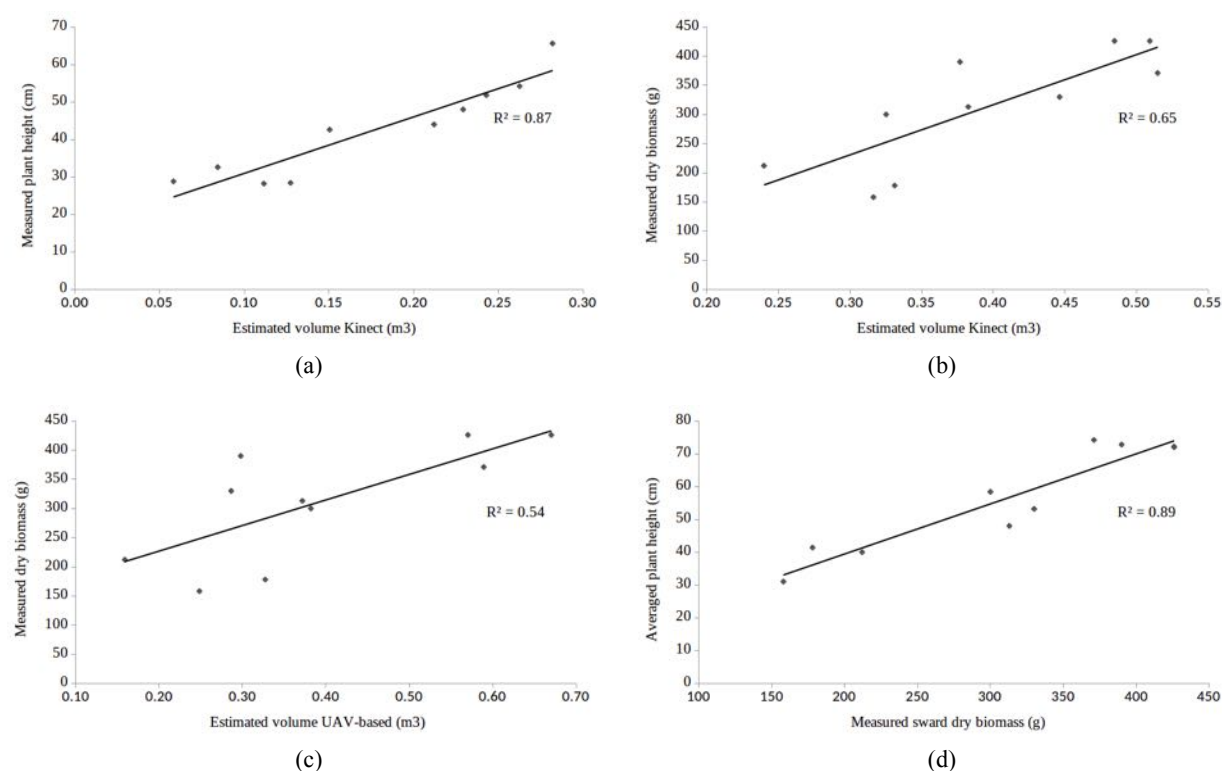 70
60
50
40
30
20
10
0
0.00 0.05 0.10 0.15 0.20 0.25 0.30
Measured plant height (cm)
R² = 0.87
Estimated volume Kinect (m3)
(a)
450
400
350
300
250
200
150
100
50
0
0.20 0.25 0.30 0.35 0.40 0.45 0.50 0.55
Measured dry biomass (g)
R² = 0.65
Estimated volume Kinect (m3)
(b)
450
400
350
300
250
200
150
100
50
0
0.10 0.20 0.30 0.40 0.50 0.60 0.70
Measured dry biomass (g)
R² = 0.54
Estimated volume UAV-based (m3)
(c)
80
70
60
50
40
30
20
10
0
100 150 200 250 300 350 400 450
Averaged plant height (cm)
R² = 0.89
Measured sward dry biomass (g)
(d)